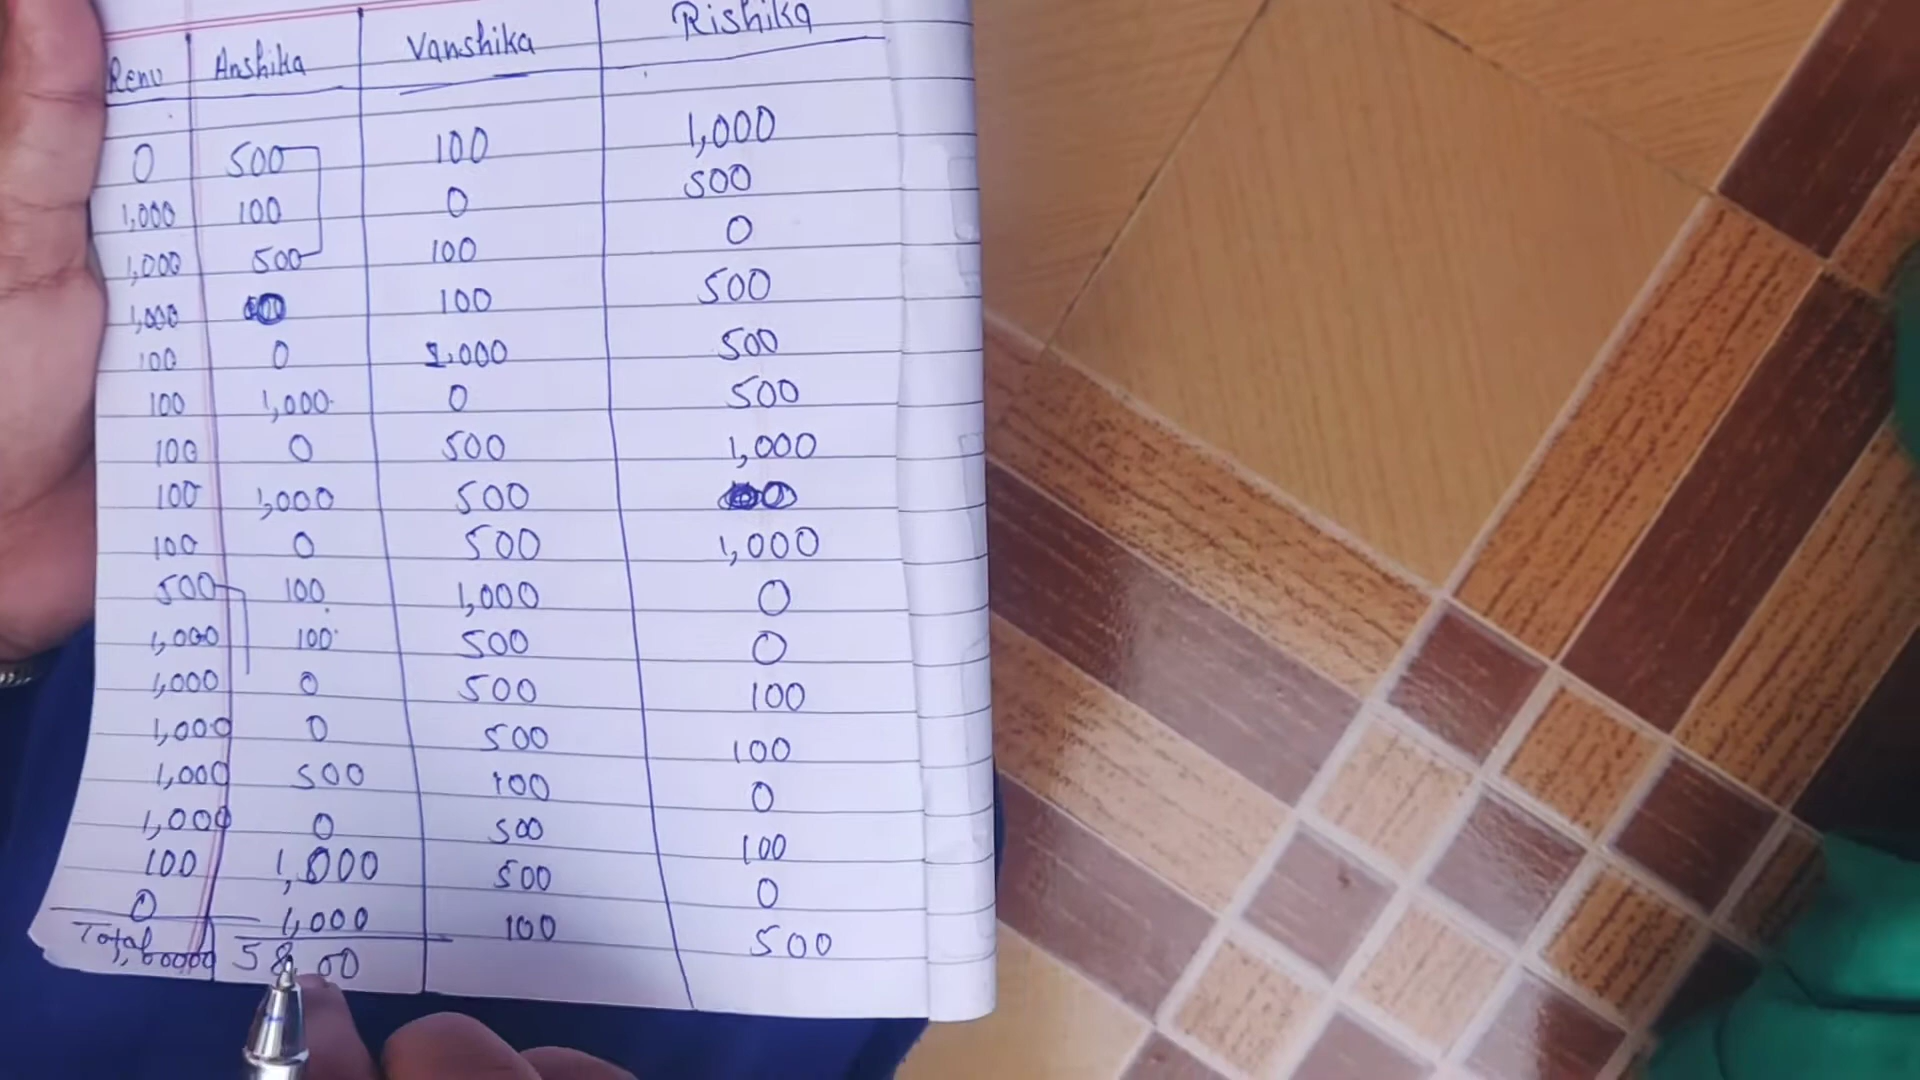 Renu Anshika Vanshika Rishika
0 500 100 1,000
1,000 100 0 500
1,000 500 100 0
1,000 100 500
100 0 1,000 500
100 1,000 0 500
100 0 500 1,000
100 1,000 500
100 0 500 1,000
500 100 1,000 0
1,000 100 500 0
1,000 0 500 100
1,000 0 500 100
1,000 500 100 0
1,000 0 500 100
100 1,000 500 0
0 1,000 100 500
Total 5800